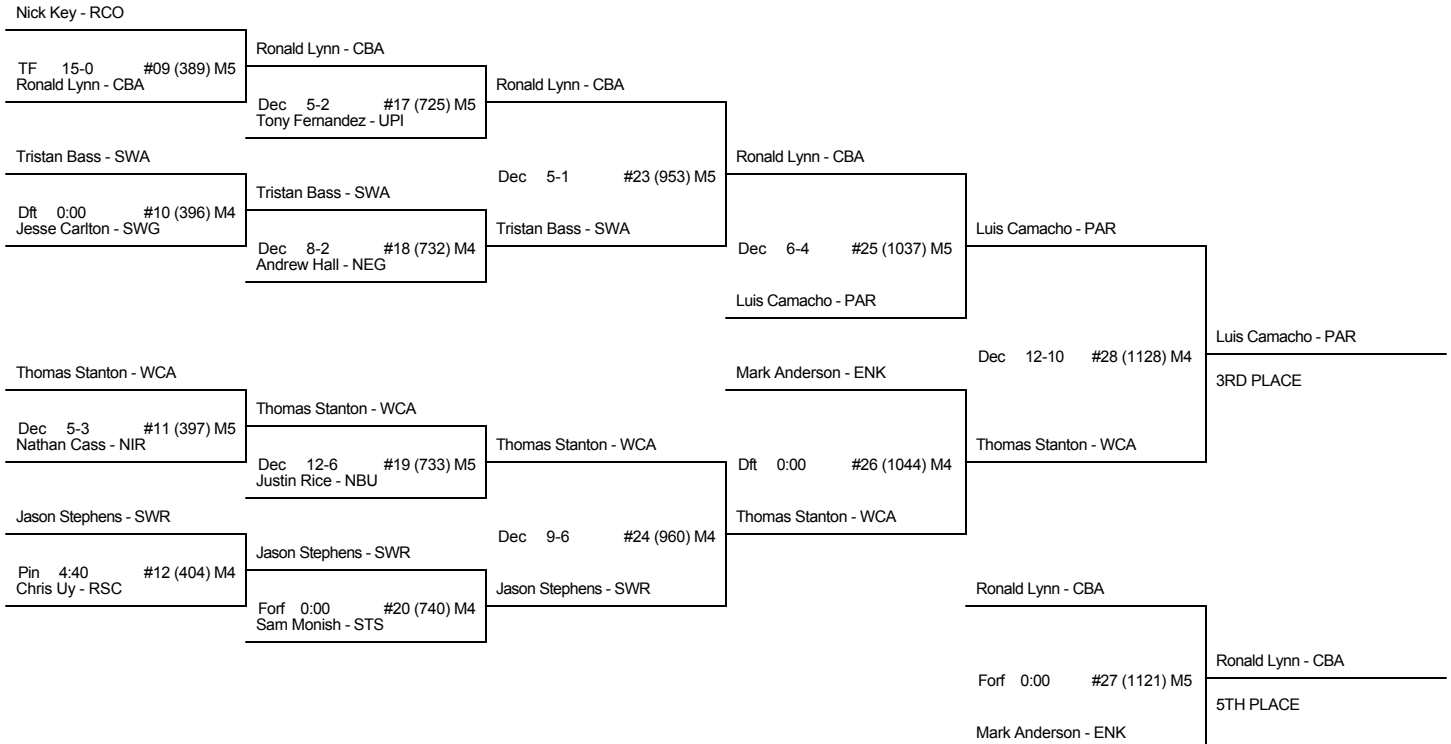 Nick Key - RCO
Ronald Lynn - CBA
TF 15-0 #09 (389) M5
Ronald Lynn - CBA
Ronald Lynn - CBA
Dec 5-2 #17 (725) M5
Tony Fernandez - UPI
Tristan Bass - SWA
Ronald Lynn - CBA
Dec 5-1 #23 (953) M5
Tristan Bass - SWA
Dft 0:00 #10 (396) M4
Jesse Carlton - SWG
Tristan Bass - SWA
Luis Camacho - PAR
Dec 8-2 #18 (732) M4
Andrew Hall - NEG
Dec 6-4 #25 (1037) M5
Luis Camacho - PAR
Luis Camacho - PAR
Dec 12-10 #28 (1128) M4
Thomas Stanton - WCA
Mark Anderson - ENK
3RD PLACE
Thomas Stanton - WCA
Dec 5-3 #11 (397) M5
Nathan Cass - NIR
Thomas Stanton - WCA
Thomas Stanton - WCA
Dec 12-6 #19 (733) M5
Justin Rice - NBU
Dft 0:00 #26 (1044) M4
Jason Stephens - SWR
Thomas Stanton - WCA
Dec 9-6 #24 (960) M4
Jason Stephens - SWR
Pin 4:40 #12 (404) M4
Chris Uy - RSC
Jason Stephens - SWR
Ronald Lynn - CBA
Forf 0:00 #20 (740) M4
Sam Monish - STS
Ronald Lynn - CBA
Forf 0:00 #27 (1121) M5
5TH PLACE
Mark Anderson - ENK